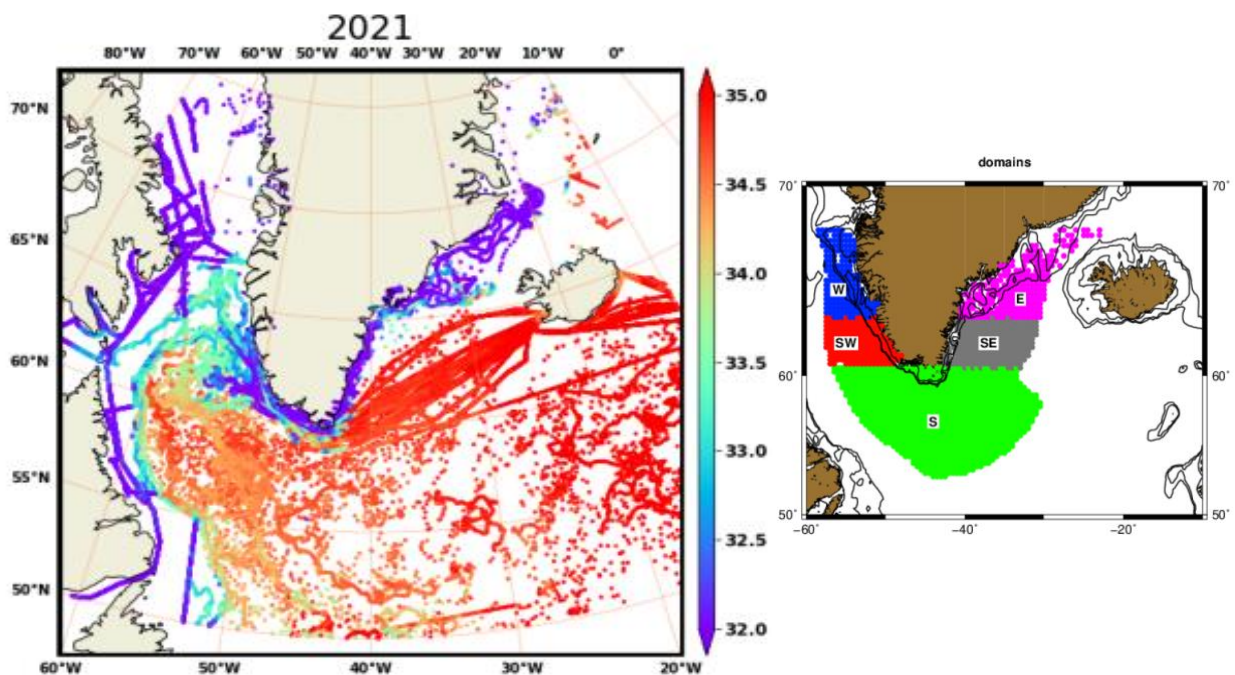 2021
80°W 70°W 60°W 50°W 40°W 30°W 20°W 10°W 0°
70°N
65°N
60°N
55°N
50°N
60°W 50°W 40°W 30°W 20°W
35.0
34.5
34.0
33.5
33.0
32.5
32.0
domains
70˚ 70˚
W
E
SW SE
60˚ 60˚
S
50˚ 50˚
−60˚ −40˚ −20˚